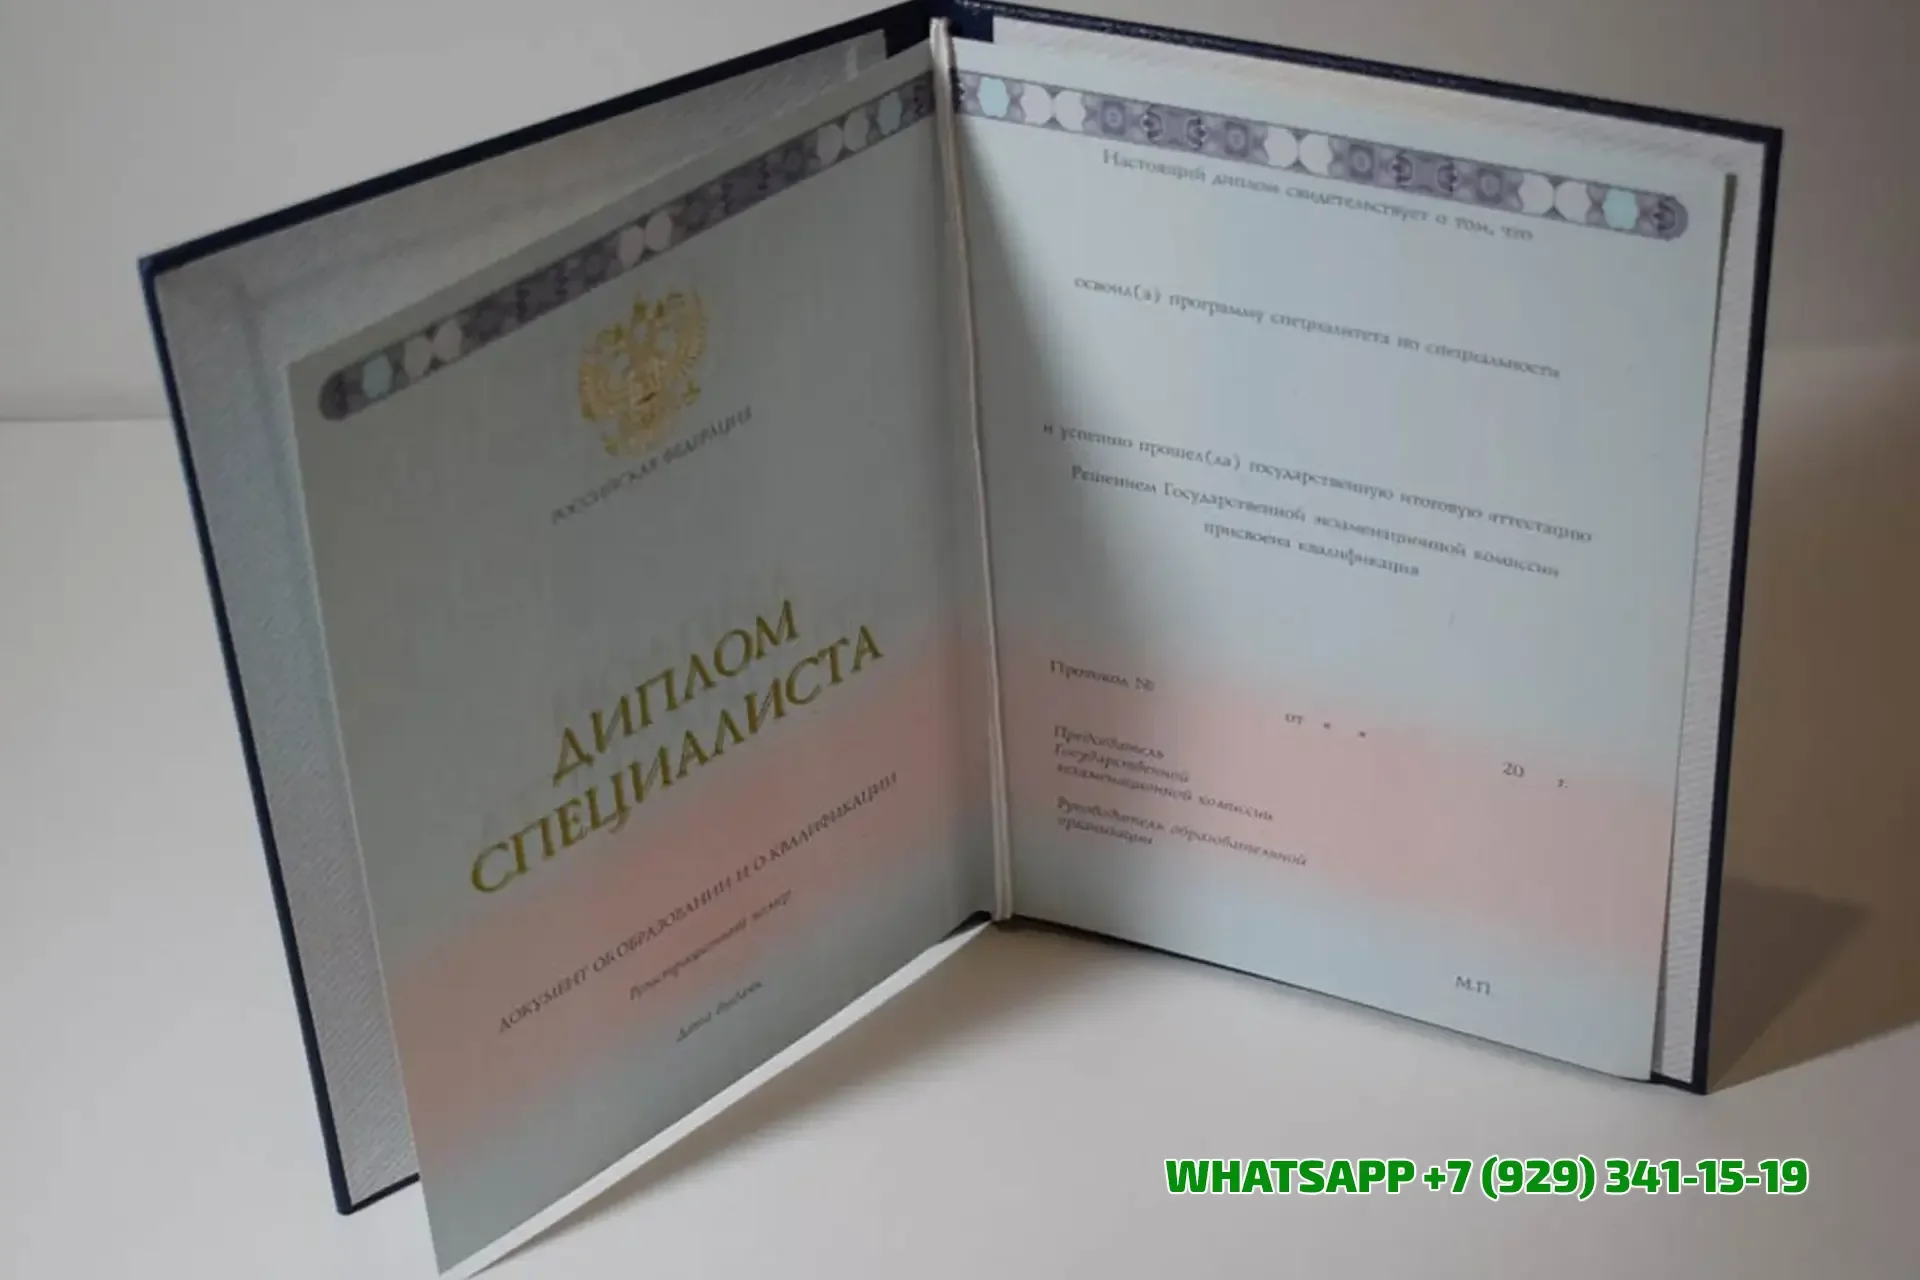 РОССИЙСКАЯ ФЕДЕРАЦИЯ
ДИПЛОМ
СПЕЦИАЛИСТА
ДОКУМЕНТ ОБ ОБРАЗОВАНИИ И О КВАЛИФИКАЦИИ
Регистрационный номер
Дата выдачи
Настоящий диплом свидетельствует о том, что
освоил(а) программу специалитета по специальности
и успешно прошел(ла) государственную итоговую аттестацию
Решением Государственной экзаменационной комиссии
присвоена квалификация
Протокол №
от « »
20 г.
Председатель
Государственной
экзаменационной комиссии
Руководитель образовательной
организации
М.П.
WHATSAPP +7 (929) 341-15-19